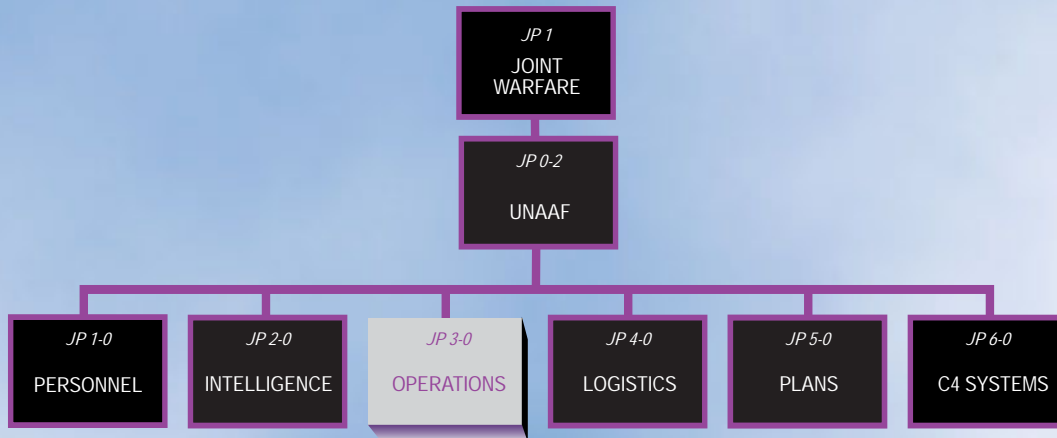 JP 1
JOINT
WARFARE
JP 0-2
UNAAF
JP 1-0
PERSONNEL
JP 2-0
INTELLIGENCE
JP 3-0
OPERATIONS
JP 4-0
LOGISTICS
JP 5-0
PLANS
JP 6-0
C4 SYSTEMS